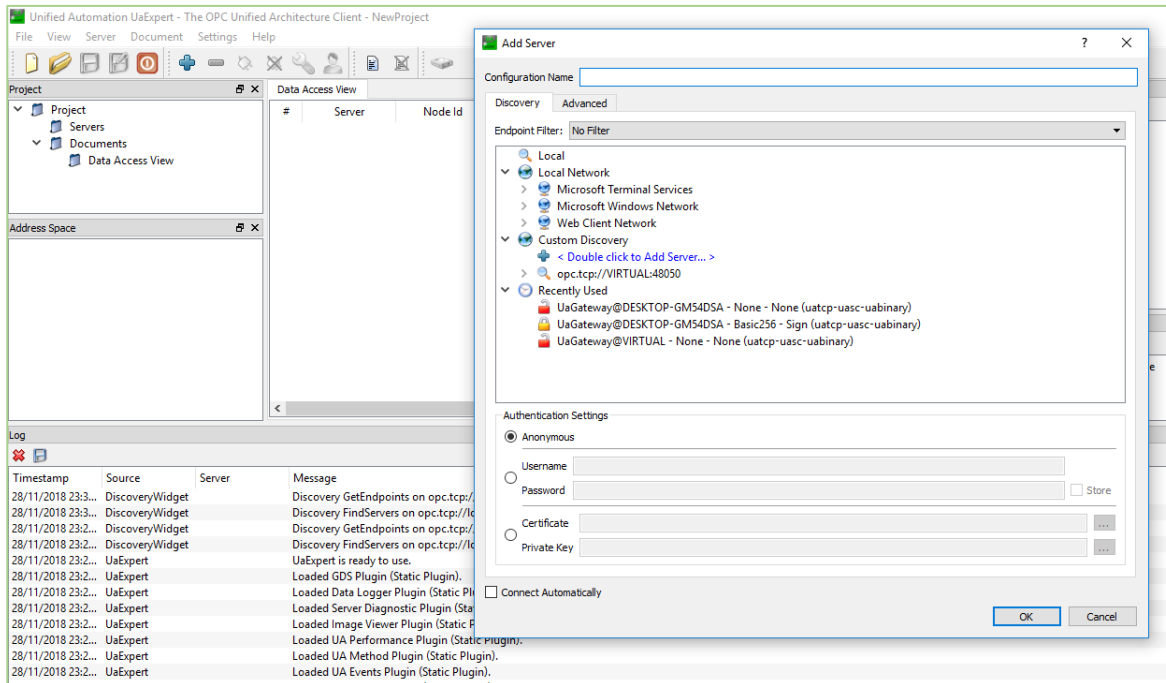 Unified Automation UaExpert - The OPC Unified Architecture Client - NewProject
File View Server Document Settings Help
Project
Project
Servers
Documents
Data Access View
Address Space
Data Access View
# Server Node Id
Add Server
? ×
Configuration Name
Discovery Advanced
Endpoint Filter: No Filter
Local
Local Network
Microsoft Terminal Services
Microsoft Windows Network
Web Client Network
Custom Discovery
< Double click to Add Server... >
opc.tcp://VIRTUAL:48050
Recently Used
UaGateway@DESKTOP-GM54DSA - None - None (uatcp-uasc-uabinary)
UaGateway@DESKTOP-GM54DSA - Basic256 - Sign (uatcp-uasc-uabinary)
UaGateway@VIRTUAL - None - None (uatcp-uasc-uabinary)
Authentication Settings
Anonymous
Username
Password Store
Certificate ...
Private Key ...
Connect Automatically
OK Cancel
e
Log
Timestamp Source Server Message
28/11/2018 23:3... DiscoveryWidget Discovery GetEndpoints on opc.tcp:/
28/11/2018 23:3... DiscoveryWidget Discovery FindServers on opc.tcp://lo
28/11/2018 23:2... DiscoveryWidget Discovery GetEndpoints on opc.tcp:/
28/11/2018 23:2... DiscoveryWidget Discovery FindServers on opc.tcp://lo
28/11/2018 23:2... UaExpert UaExpert is ready to use.
28/11/2018 23:2... UaExpert Loaded GDS Plugin (Static Plugin).
28/11/2018 23:2... UaExpert Loaded Data Logger Plugin (Static Pl
28/11/2018 23:2... UaExpert Loaded Server Diagnostic Plugin (Sta
28/11/2018 23:2... UaExpert Loaded Image Viewer Plugin (Static P
28/11/2018 23:2... UaExpert Loaded UA Performance Plugin (Static Plugin).
28/11/2018 23:2... UaExpert Loaded UA Method Plugin (Static Plugin).
28/11/2018 23:2... UaExpert Loaded UA Events Plugin (Static Plugin).